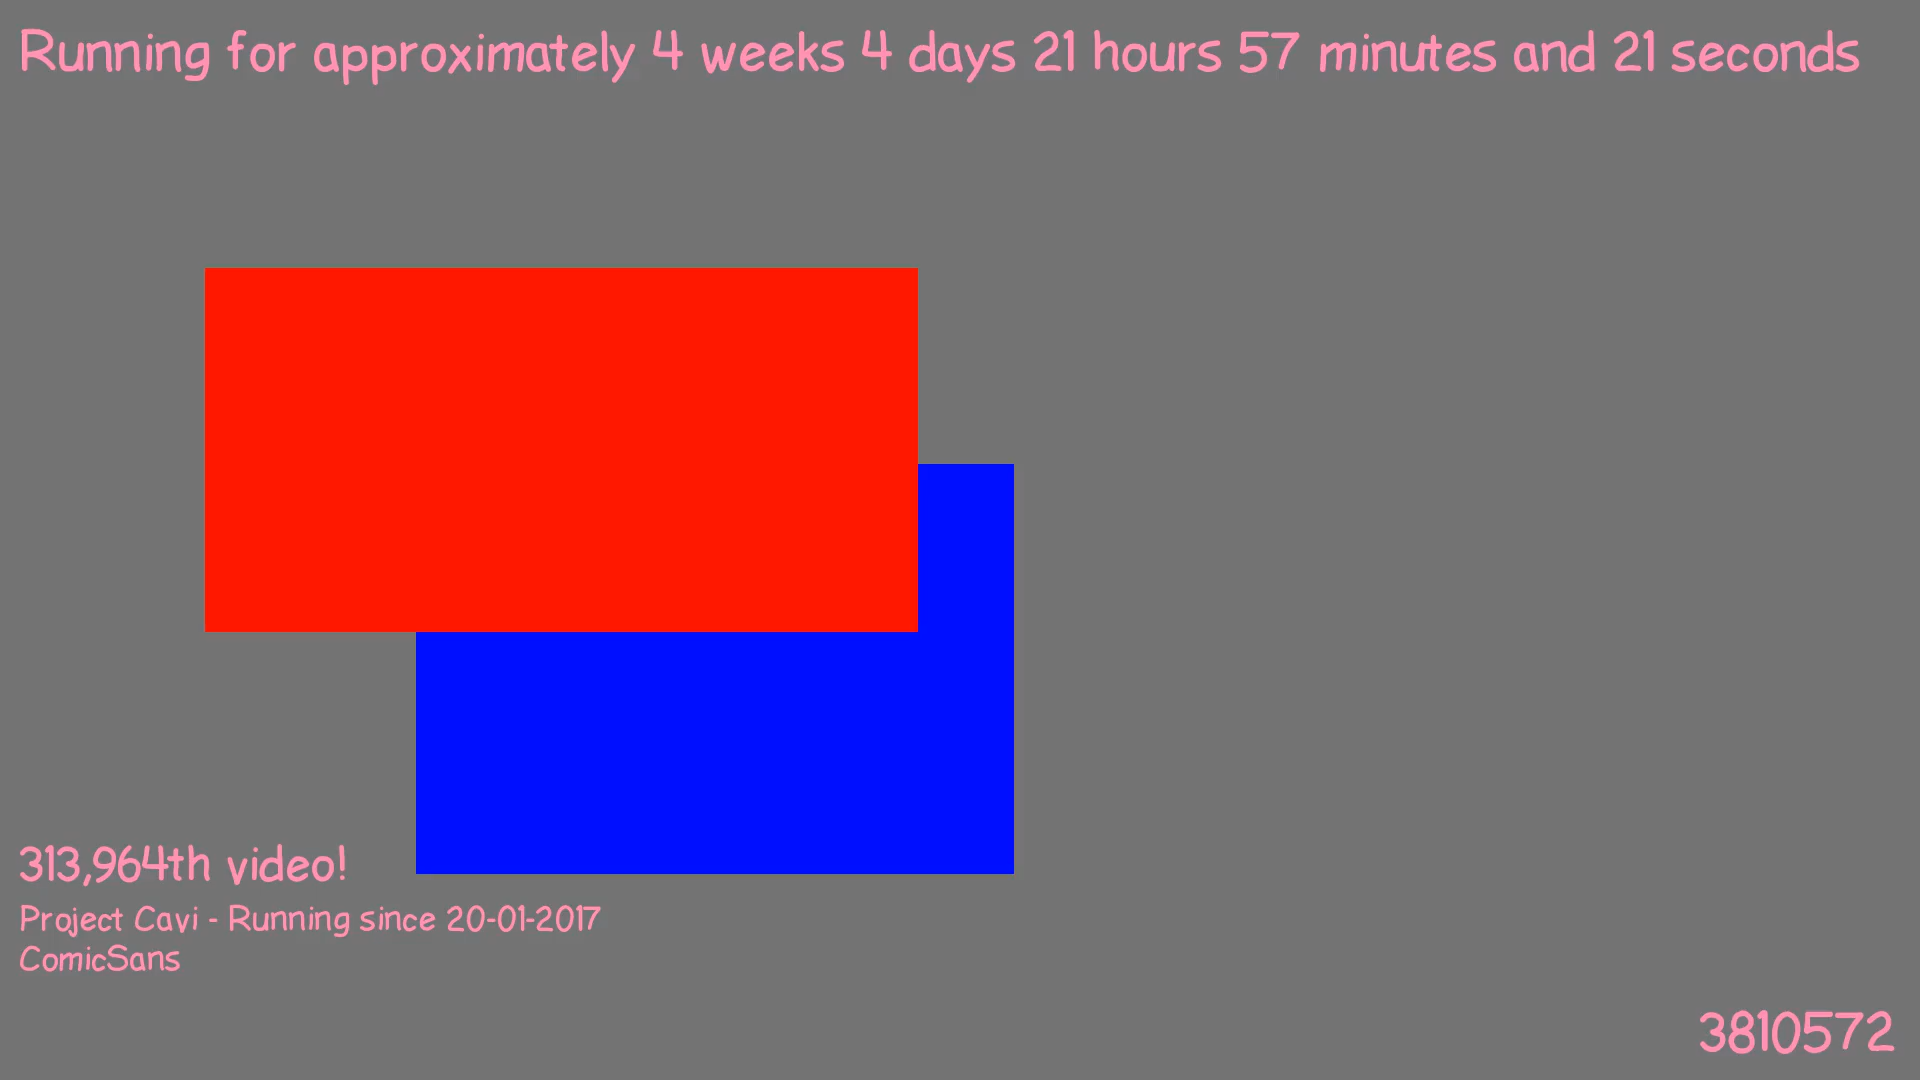 Running for approximately 4 weeks 4 days 21 hours 57 minutes and 21 seconds
313,964th video!
Project Cavi - Running since 20-01-2017
ComicSans
3810572